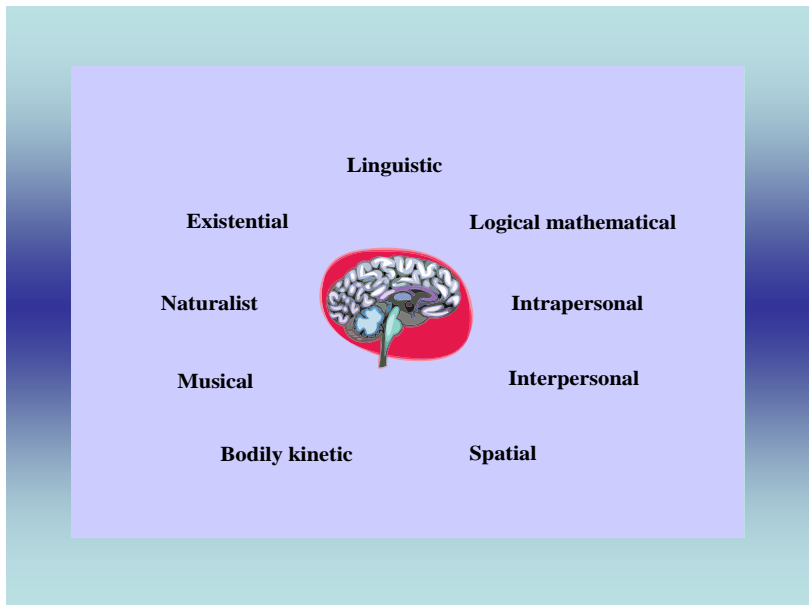 Linguistic
Existential
Logical mathematical
Naturalist
Intrapersonal
Musical
Interpersonal
Bodily kinetic
Spatial